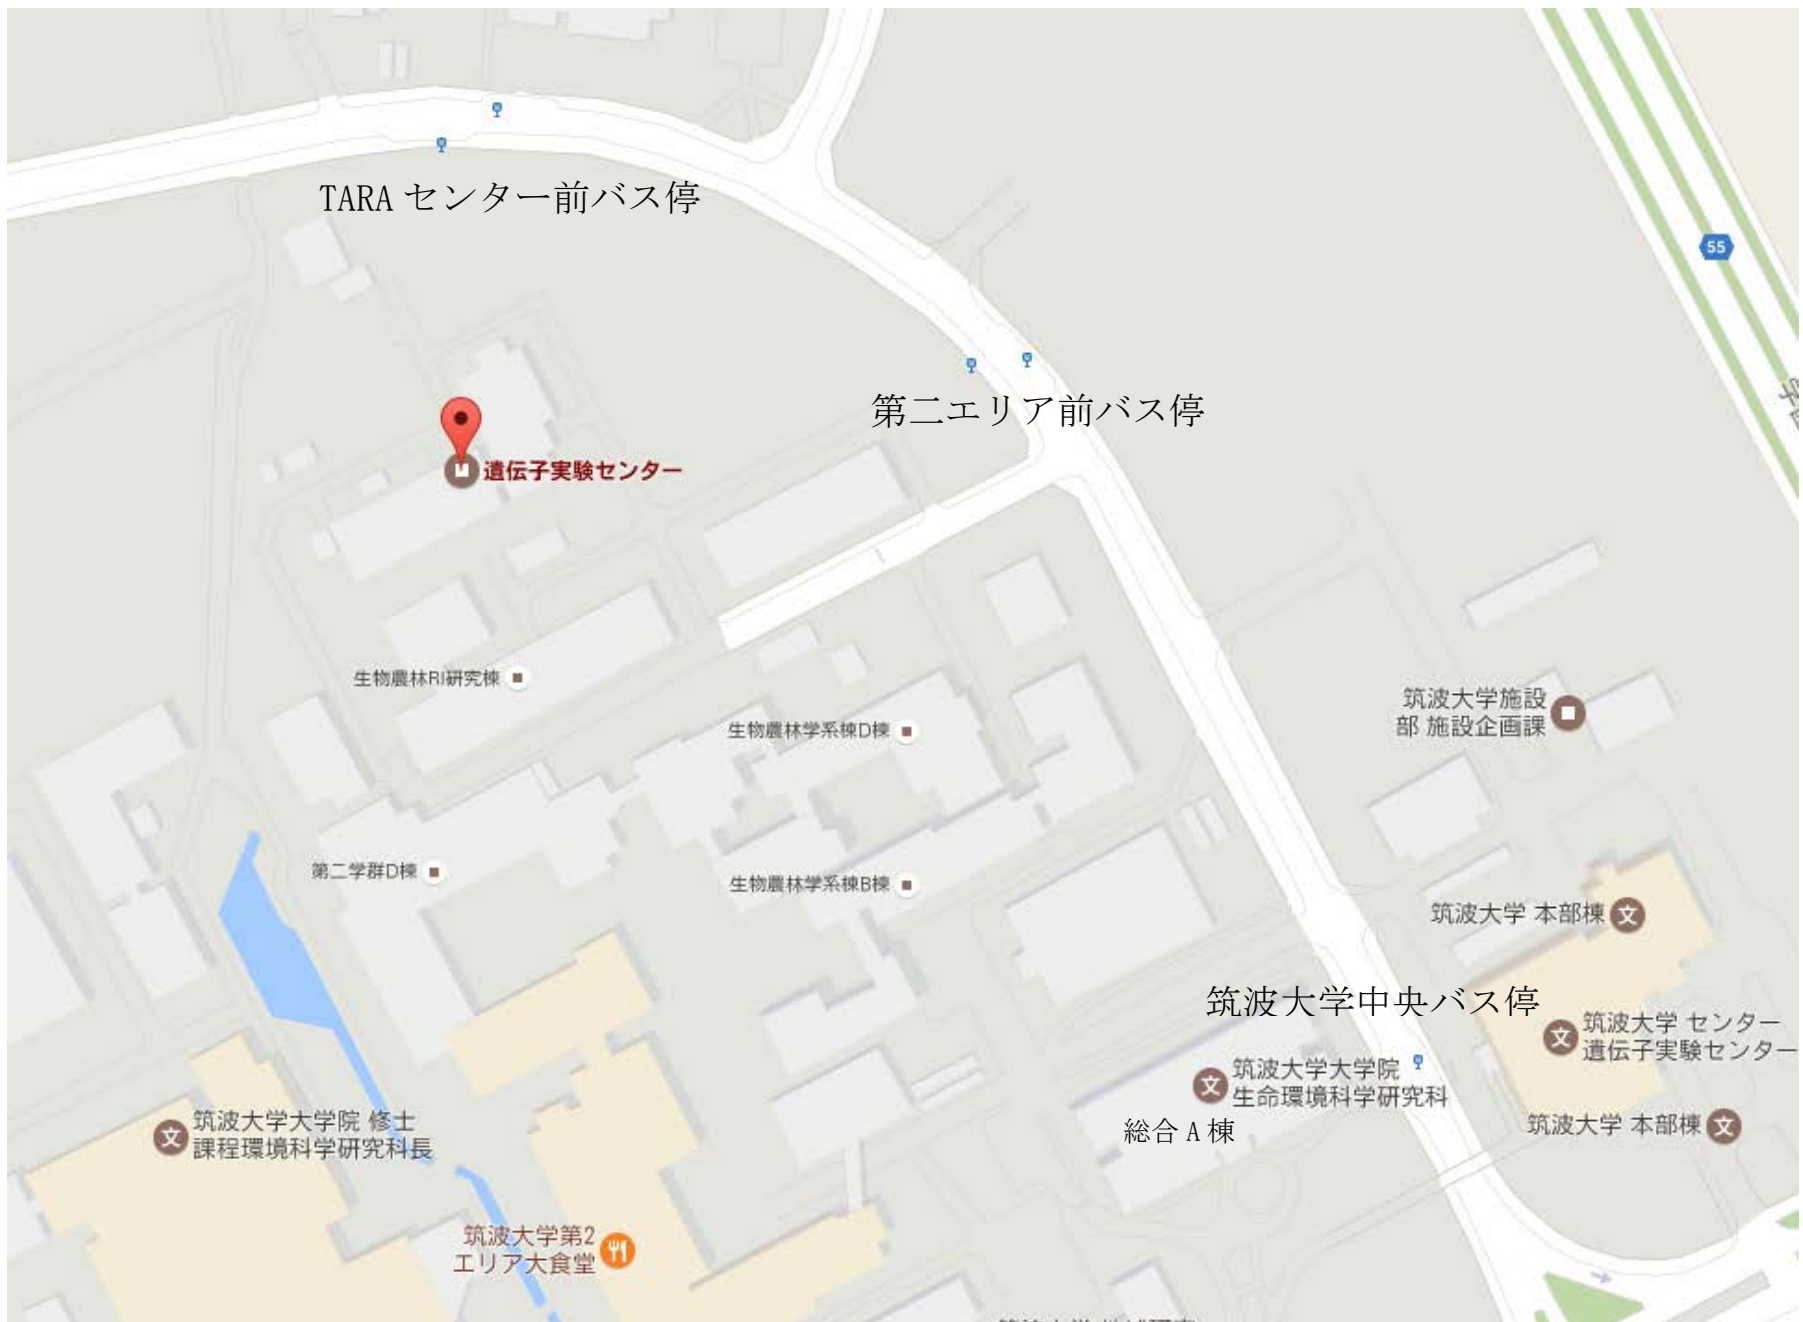 TARA センター前バス停
55
第二エリア前バス停
遺伝子実験センター
生物農林RI研究棟
筑波大学施設
部 施設企画課
生物農林学系棟D棟
第二学群D棟
生物農林学系棟B棟
筑波大学 本部棟
筑波大学中央バス停
筑波大学 センター
遺伝子実験センター
筑波大学大学院
生命環境科学研究科
総合 A 棟
筑波大学大学院 修士
課程環境科学研究科長
筑波大学 本部棟
筑波大学第2
エリア大食堂